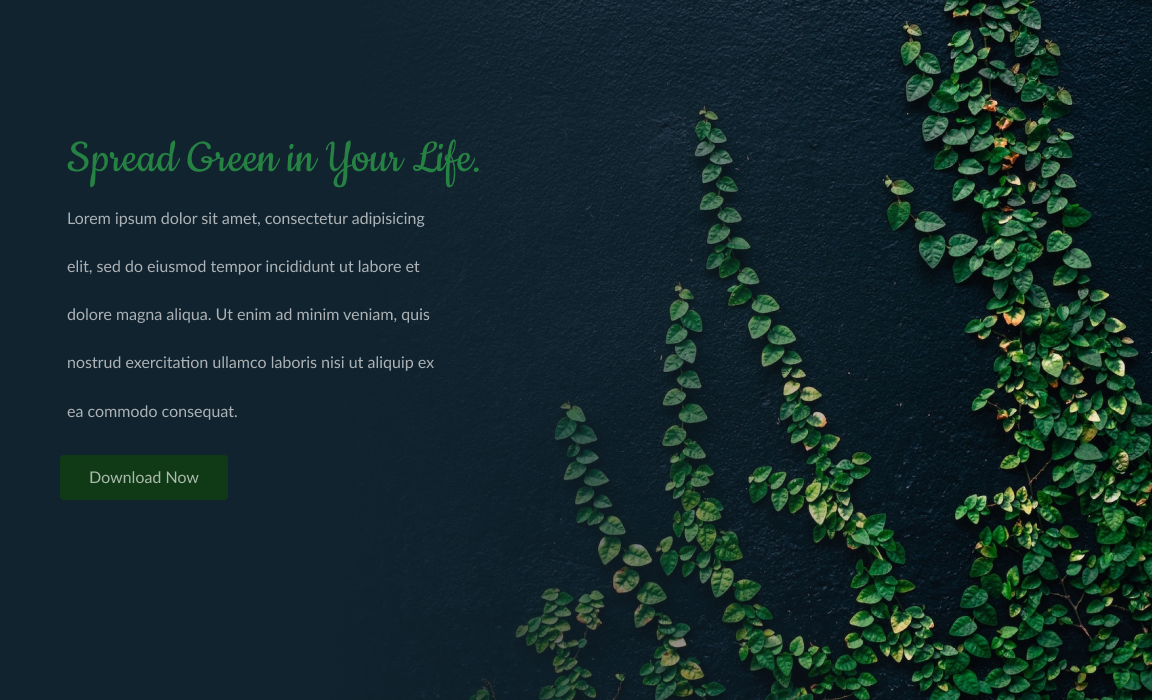 Spread Green in Your Life.
Lorem ipsum dolor sit amet, consectetur adipisicing
elit, sed do eiusmod tempor incididunt ut labore et
dolore magna aliqua. Ut enim ad minim veniam, quis
nostrud exercitation ullamco laboris nisi ut aliquip ex
ea commodo consequat.
Download Now